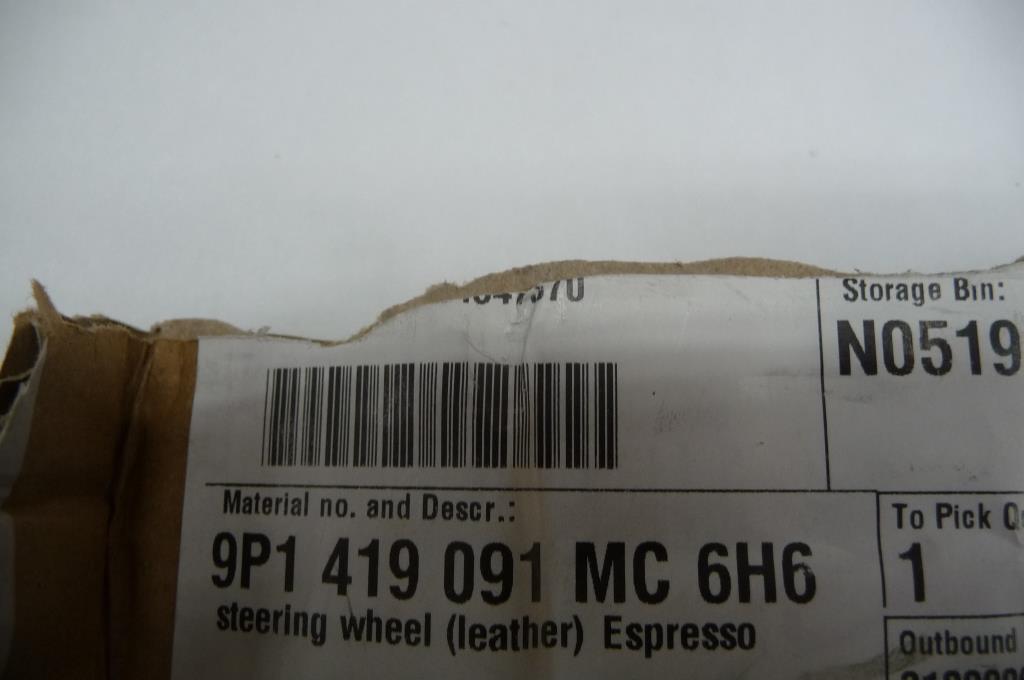 Storage Bin:
N0519
Material no. and Descr.:
9P1 419 091 MC 6H6
steering wheel (leather) Espresso
To Pick
1
Outbound